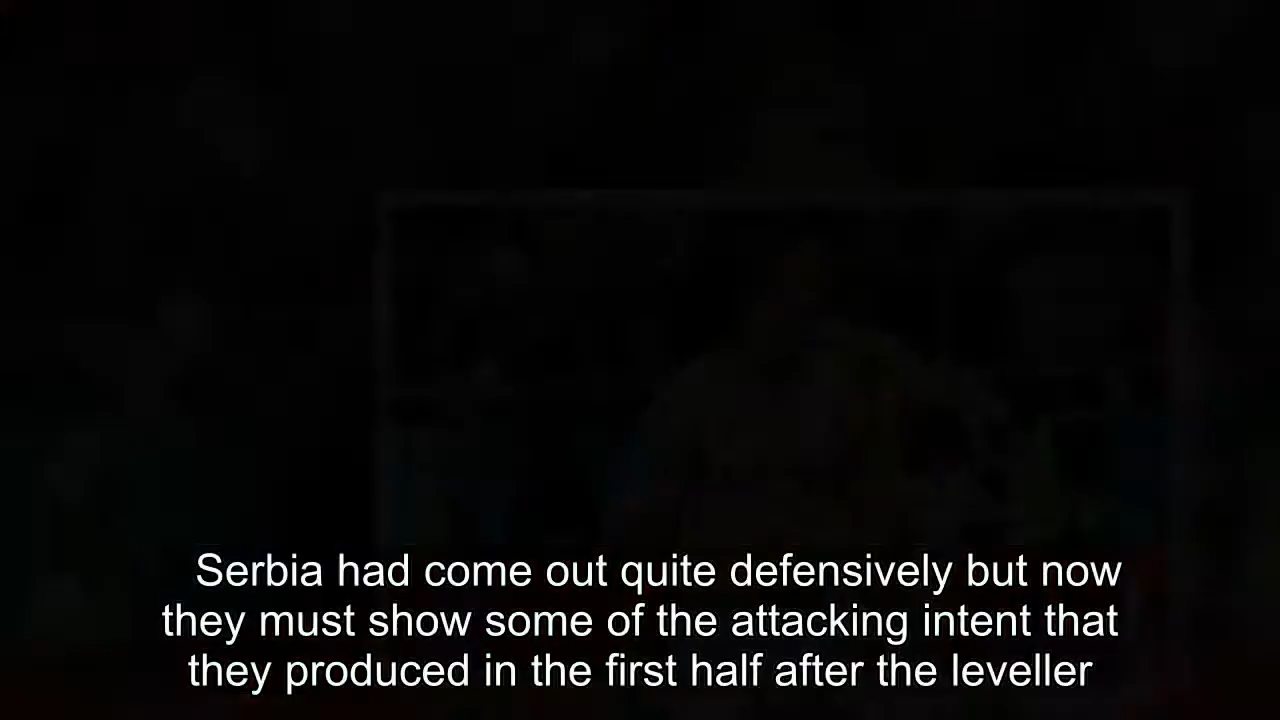 Serbia had come out quite defensively but now
they must show some of the attacking intent that
they produced in the first half after the leveller